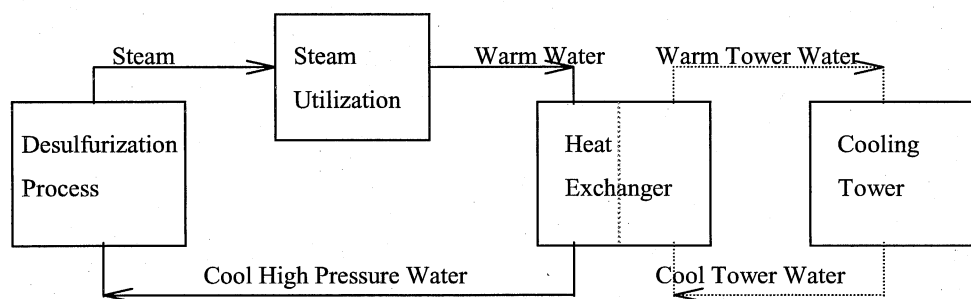 Steam
Steam
Utilization
Warm Water
Warm Tower Water
Desulfurization
Process
Heat
Exchanger
Cooling
Tower
Cool High Pressure Water
Cool Tower Water